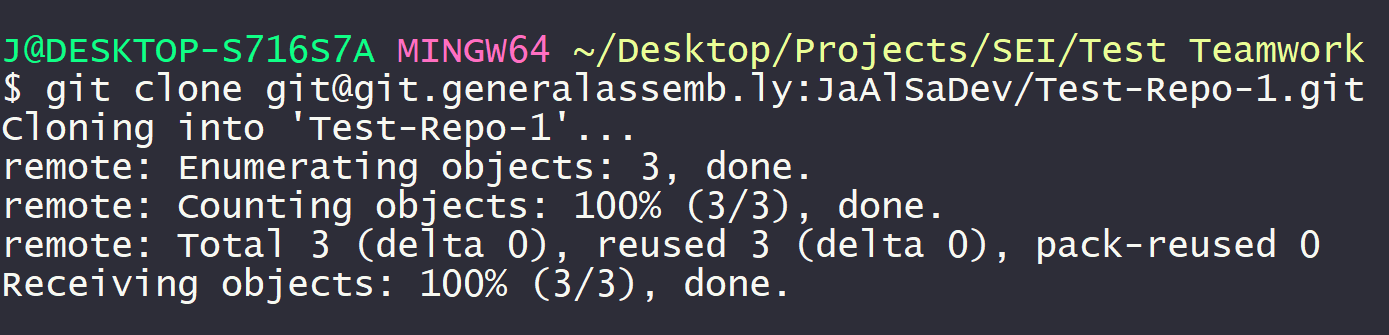 J@DESKTOP-S716S7A MINGW64 ~/Desktop/Projects/SEI/Test Teamwork
$ git clone git@git.generalassemb.ly:JaAlSaDev/Test-Repo-1.git
Cloning into 'Test-Repo-1'...
remote: Enumerating objects: 3, done.
remote: Counting objects: 100% (3/3), done.
remote: Total 3 (delta 0), reused 3 (delta 0), pack-reused 0
Receiving objects: 100% (3/3), done.